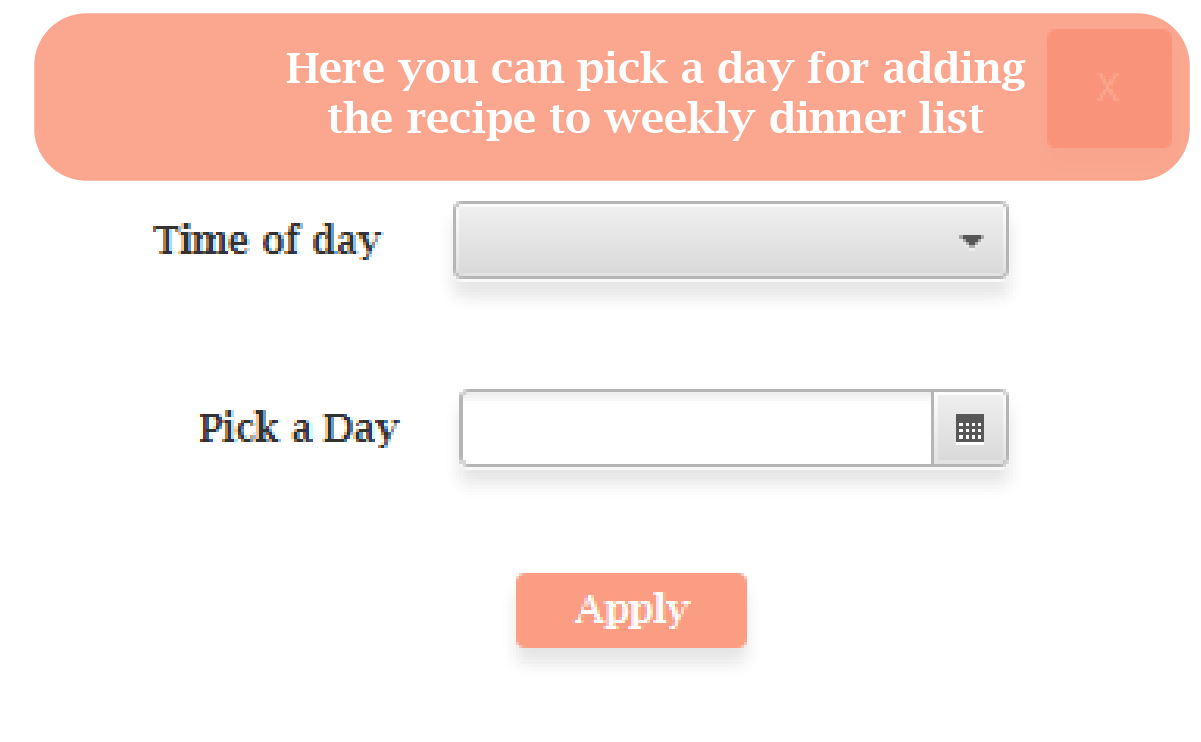 Here you can pick a day for adding
the recipe to weekly dinner list
X
Time of day
Pick a Day
Apply